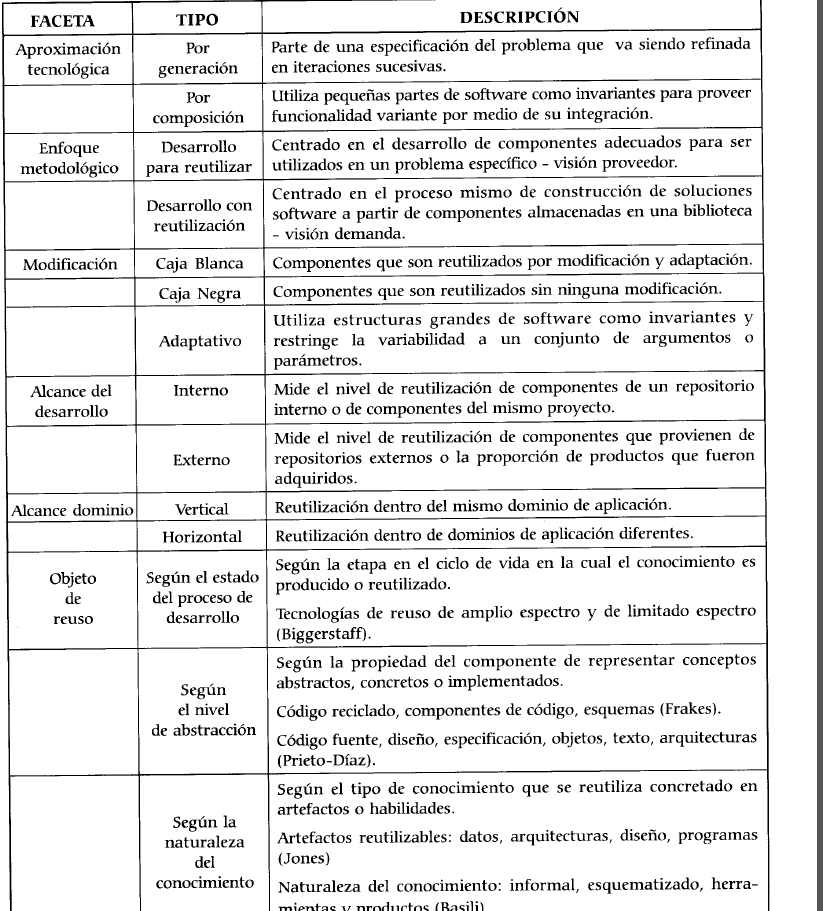 FACETA TIPO DESCRIPCIÓN
Aproximación tecnológica
Por generación
Parte de una especificación del problema que va siendo refinada
en iteraciones sucesivas.
Por composición
Utiliza pequeñas partes de software como invariantes para proveer
funcionalidad variante por medio de su integración.
Enfoque metodológico
Desarrollo para reutilizar
Centrado en el desarrollo de componentes adecuados para ser
utilizados en un problema específico - visión proveedor.
Desarrollo con reutilización
Centrado en el proceso mismo de construcción de soluciones
software a partir de componentes almacenadas en una biblioteca
- visión demanda.
Modificación
Caja Blanca
Componentes que son reutilizados por modificación y adaptación.
Caja Negra
Componentes que son reutilizados sin ninguna modificación.
Adaptativo
Utiliza estructuras grandes de software como invariantes y
restringe la variabilidad a un conjunto de argumentos o
parámetros.
Alcance del desarrollo
Interno
Mide el nivel de reutilización de componentes de un repositorio
interno o de componentes del mismo proyecto.
Externo
Mide el nivel de reutilización de componentes que provienen de
repositorios externos o la proporción de productos que fueron
adquiridos.
Alcance dominio
Vertical
Reutilización dentro del mismo dominio de aplicación.
Horizontal
Reutilización dentro de dominios de aplicación diferentes.
Objeto
de
reuso
Según el estado
del proceso de
desarrollo
Según la etapa en el ciclo de vida en la cual el conocimiento es
producido o reutilizado.
Tecnologías de reuso de amplio espectro y de limitado espectro
(Biggerstaff).
Según
el nivel
de abstracción
Según la propiedad del componente de representar conceptos
abstractos, concretos o implementados.
Código reciclado, componentes de código, esquemas (Frakes).
Código fuente, diseño, especificación, objetos, texto, arquitecturas
(Prieto-Díaz).
Según la
naturaleza
del
conocimiento
Según el tipo de conocimiento que se reutiliza concretado en
artefactos o habilidades.
Artefactos reutilizables: datos, arquitecturas, diseño, programas
(Jones)
Naturaleza del conocimiento: informal, esquematizado, herra-
mientas y productos (Basili)